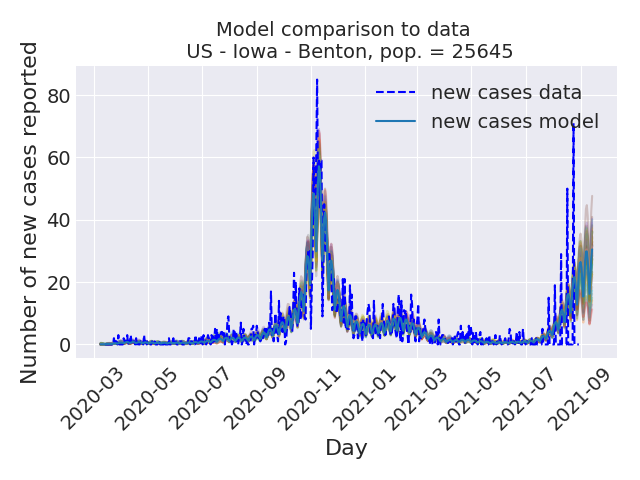 Model comparison to data
US - Iowa - Benton, pop. = 25645
Number of new cases reported
80
60
40
20
0
new cases data
new cases model
2020-03
2020-05
2020-07
2020-09
2020-11
2021-01
2021-03
2021-05
2021-07
2021-09
Day